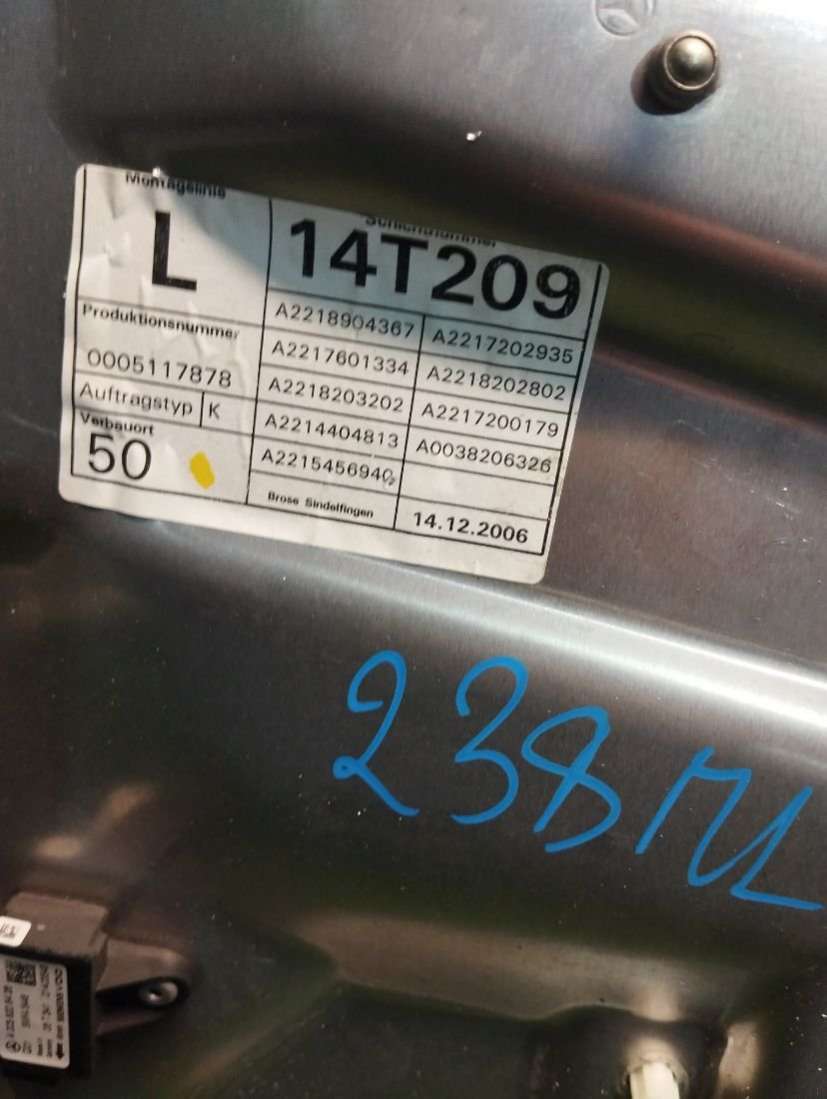 Montagelinie
L
14T209
Produktionsnummer
0005117878
Auftragstyp K
Verbauort
50
A2218904367 A2217202935
A2217601334 A2218202802
A2218203202 A2217200179
A2214404813 A0038206326
A2215456940
Brose Sindelfingen 14.12.2006
238